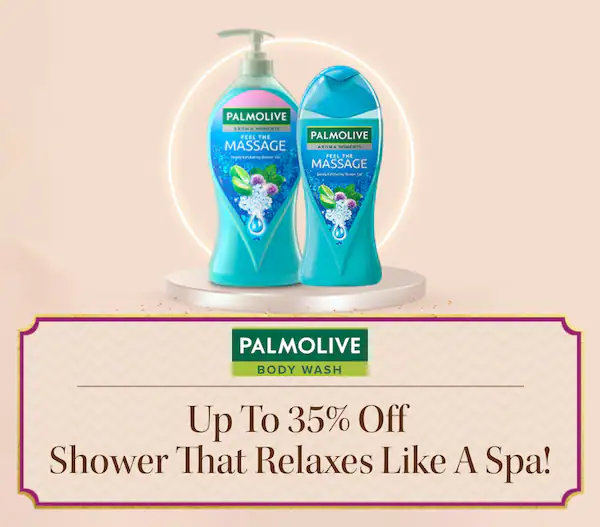 PALMOLIVE
AROMA MOMENTS
FEEL THE
MASSAGE
PALMOLIVE
AROMA MOMENTS
FEEL THE
MASSAGE
PALMOLIVE
BODY WASH
Up To 35% Off
Shower That Relaxes Like A Spa!